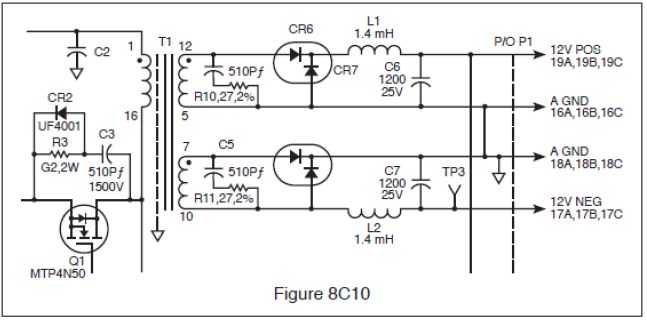 CR6
L1
1.4 mH
P/O P1
C2
1
T1
12
CR7
C6
1200
25V
12V POS
19A,19B,19C
510Pƒ
R10,27,2%
CR2
UF4001
R3
G2,2W
C3
510Pƒ
1500V
16
5
A GND
16A,16B,16C
7
C5
510Pƒ
R11,27,2%
10
C7
1200
25V
TP3
A GND
18A,18B,18C
12V NEG
17A,17B,17C
L2
1.4 mH
Q1
MTP4N50
Figure 8C10